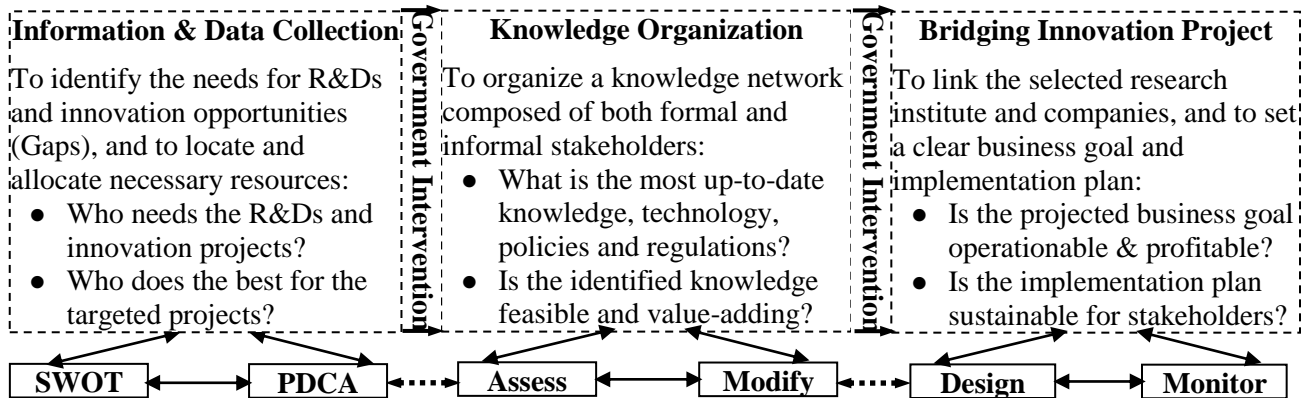 Information & Data Collection
To identify the needs for R&Ds
and innovation opportunities
(Gaps), and to locate and
allocate necessary resources:
● Who needs the R&Ds and
innovation projects?
● Who does the best for the
targeted projects?
Government Intervention
Knowledge Organization
To organize a knowledge network
composed of both formal and
informal stakeholders:
● What is the most up-to-date
knowledge, technology,
policies and regulations?
● Is the identified knowledge
feasible and value-adding?
Government Intervention
Bridging Innovation Project
To link the selected research
institute and companies, and to set
a clear business goal and
implementation plan:
● Is the projected business goal
operationable & profitable?
● Is the implementation plan
sustainable for stakeholders?
SWOT
PDCA
Assess
Modify
Design
Monitor